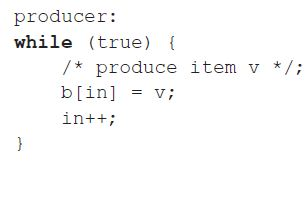 producer:
while (true) {
    /* produce item v */;
    b[in] = v;
    in++;
}